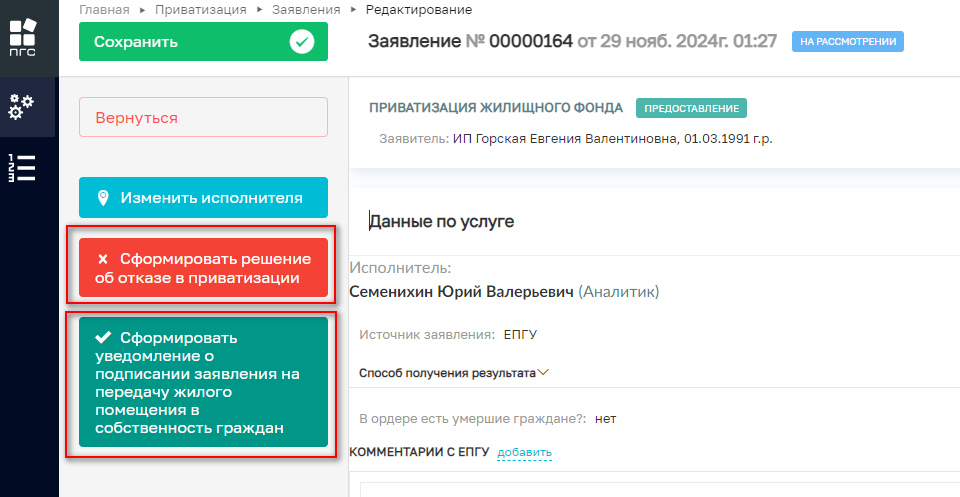 Главная ▸ Приватизация ▸ Заявления ▸ Редактирование
пгс
Сохранить
Заявление № 00000164 от 29 нояб. 2024г. 01:27 НА РАССМОТРЕНИИ
Вернуться
ПРИВАТИЗАЦИЯ ЖИЛИЩНОГО ФОНДА ПРЕДОСТАВЛЕНИЕ
Заявитель: ИП Горская Евгения Валентиновна, 01.03.1991 г.р.
Изменить исполнителя
Сформировать решение
об отказе в приватизации
Сформировать
уведомление о
подписании заявления на
передачу жилого
помещения в
собственность граждан
Данные по услуге
Исполнитель:
Семенихин Юрий Валерьевич (Аналитик)
Источник заявления: ЕПГУ
Способ получения результата
В ордере есть умершие граждане?: нет
КОММЕНТАРИИ С ЕПГУ добавить